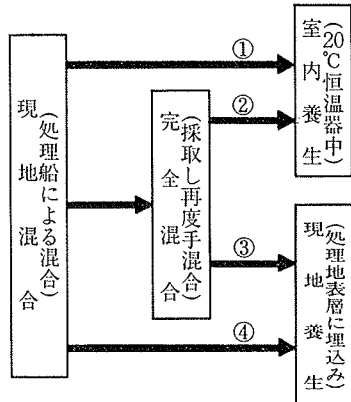 現地混合
(処理船による混合)
①
②
完全混合
(採取し再度手混合)
③
④
室内養生
(20℃恒温器中)
現地養生
(処理地表層に埋込み)